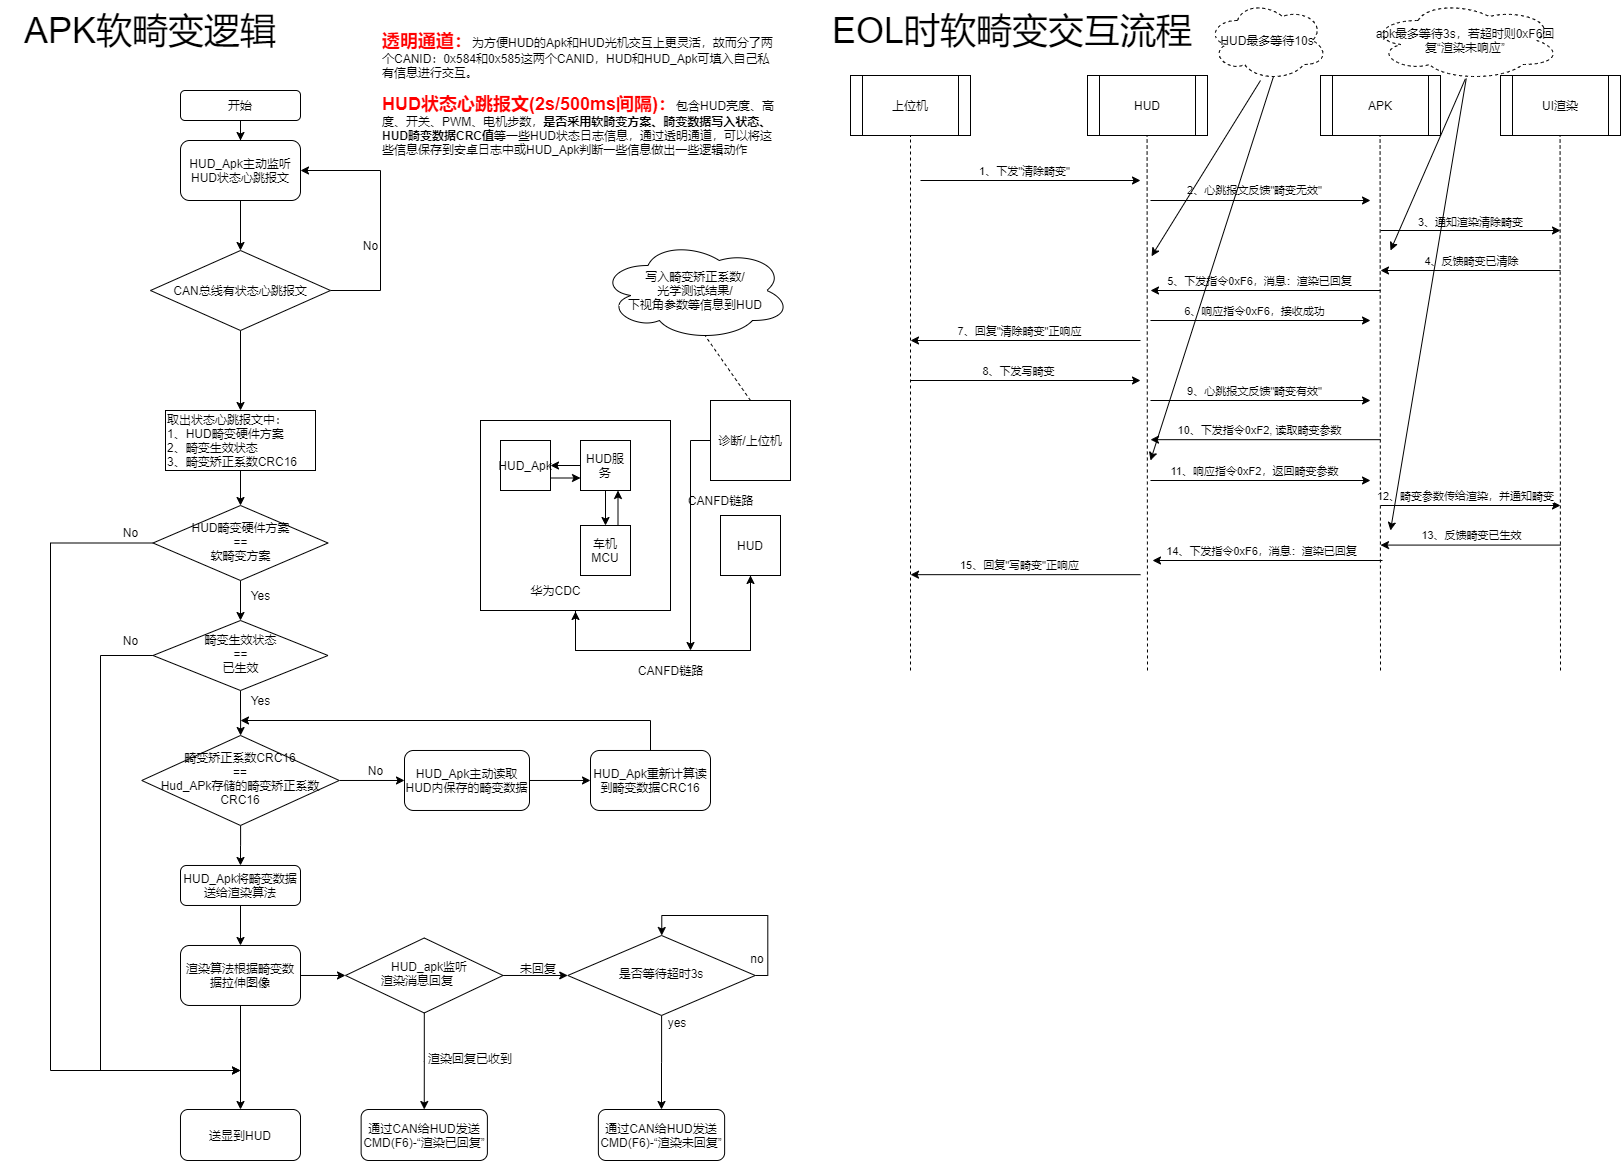 APK软畸变逻辑
透明通道：为方便HUD的Apk和HUD光机交互上更灵活，故而分了两
个CANID：0x584和0x585这两个CANID，HUD和HUD_Apk可填入自己私
有信息进行交互。
HUD状态心跳报文(2s/500ms间隔)：包含HUD亮度、高
度、开关、PWM、电机步数，是否采用软畸变方案、畸变数据写入状态、
HUD畸变数据CRC值等一些HUD状态日志信息，通过透明通道，可以将这
些信息保存到安卓日志中或HUD_Apk判断一些信息做出一些逻辑动作
开始
HUD_Apk主动监听
HUD状态心跳报文
No
CAN总线有状态心跳报文
取出状态心跳报文中：
1、HUD畸变硬件方案
2、畸变生效状态
3、畸变矫正系数CRC16
No
HUD畸变硬件方案
==
软畸变方案
Yes
No
畸变生效状态
==
已生效
Yes
畸变矫正系数CRC16
==
Hud_APk存储的畸变矫正系数
CRC16
No
HUD_Apk主动读取
HUD内保存的畸变数据
HUD_Apk重新计算读
到畸变数据CRC16
HUD_Apk将畸变数据
送给渲染算法
渲染算法根据畸变数
据拉伸图像
HUD_apk监听
渲染消息回复
未回复
是否等待超时3s
no
yes
渲染回复已收到
送显到HUD
通过CAN给HUD发送
CMD(F6)-“渲染已回复”
通过CAN给HUD发送
CMD(F6)-“渲染未回复”
写入畸变矫正系数/
光学测试结果/
下视角参数等信息到HUD
诊断/上位机
HUD_Apk
HUD服
务
车机
MCU
华为CDC
CANFD链路
HUD
CANFD链路
EOL时软畸变交互流程
HUD最多等待10s
apk最多等待3s，若超时则0xF6回
复“渲染未响应”
上位机
HUD
APK
UI渲染
1、下发"清除畸变"
2、心跳报文反馈"畸变无效"
3、通知渲染清除畸变
4、反馈畸变已清除
5、下发指令0xF6，消息：渲染已回复
6、响应指令0xF6，接收成功
7、回复"清除畸变"正响应
8、下发写畸变
9、心跳报文反馈"畸变有效"
10、下发指令0xF2, 读取畸变参数
11、响应指令0xF2，返回畸变参数
12、畸变参数传给渲染，并通知畸变
13、反馈畸变已生效
14、下发指令0xF6，消息：渲染已回复
15、回复"写畸变"正响应